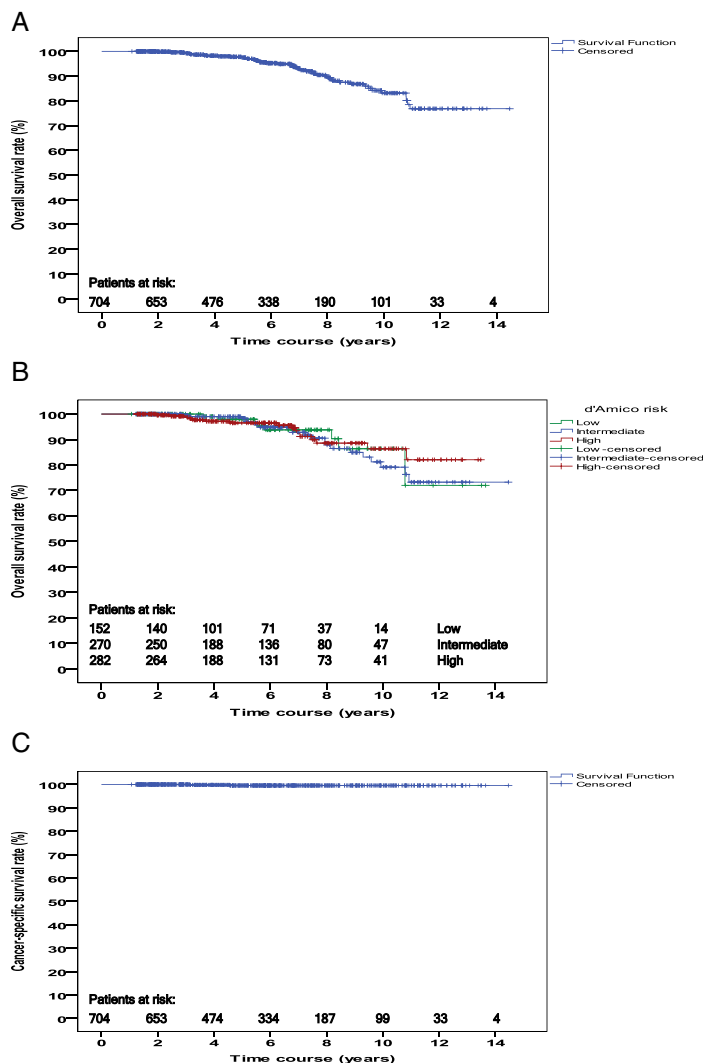 A
Survival Function
Censored
100
90
80
70
60
50
40
30
20
10
0
Overall survival rate (%)
Patients at risk:
704 653 476 338 190 101 33 4
0 2 4 6 8 10 12 14
Time course (years)
B
d'Amico risk
Low
Intermediate
High
Low-censored
Intermediate-censored
High-censored
100
90
80
70
60
50
40
30
20
10
0
Overall survival rate (%)
Patients at risk:
152 140 101 71 37 14 Low
270 250 188 136 80 47 Intermediate
282 264 188 131 73 41 High
0 2 4 6 8 10 12 14
Time course (years)
C
Survival Function
Censored
100
90
80
70
60
50
40
30
20
10
0
Cancer-specific survival rate (%)
Patients at risk:
704 653 474 334 187 99 33 4
0 2 4 6 8 10 12 14
Time course (years)